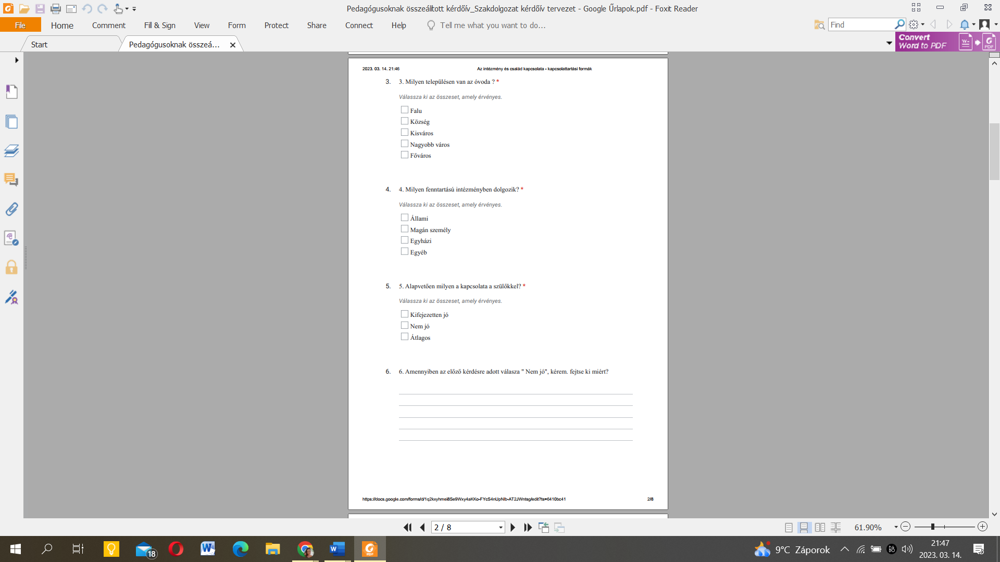 Pedagógusoknak összeálított kérdőív_Szakdolgozat kérdőív tervezet - Google Űrlapok.pdf - Foxit Reader
File Home Comment Fill & Sign View Form Protect Share Connect Help Tell me what you want to do... Find
Start Pedagógusoknak összeá... Convert Word to PDF
2023. 03. 14. 21:46 Az intézmény és család kapcsolata - kapcsolattartási formák
3. 3. Milyen településen van az óvoda ? *
Válassza ki az összeset, amely érvényes.
Falu
Község
Kisváros
Nagyobb város
Főváros
4. 4. Milyen fenntartású intézményben dolgozik? *
Válassza ki az összeset, amely érvényes.
Állami
Magán személy
Egyházi
Egyéb
5. 5. Alapvetően milyen a kapcsolata a szülőkkel? *
Válassza ki az összeset, amely érvényes.
Kifejezetten jó
Nem jó
Átlagos
6. 6. Amennyiben az előző kérdésre adott válasza " Nem jó", kérem. fejtse ki miért?
https://docs.google.com/forms/d/1q2kxyhmei8Se9Wxy4aKKo-FYcS4nUpNlb-AT2JWntsg/edit?ts=6410bc41 2/8
2 / 8 61.90%
18 9°C Záporok 21:47
2023. 03. 14.